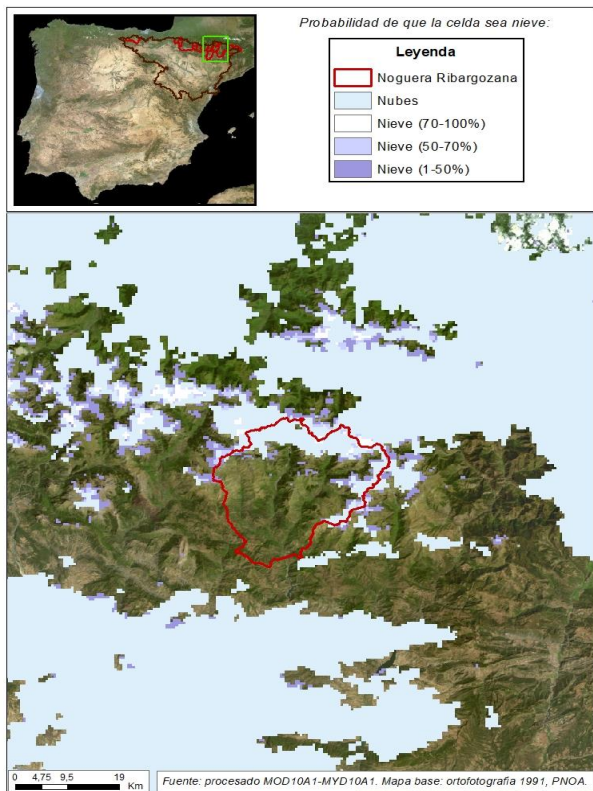 Probabilidad de que la celda sea nieve:
Leyenda
Noguera Ribargozana
Nubes
Nieve (70-100%)
Nieve (50-70%)
Nieve (1-50%)
0 4,75 9,5 19
Km
Fuente: procesado MOD10A1-MYD10A1. Mapa base: ortofotografia 1991, PNOA.